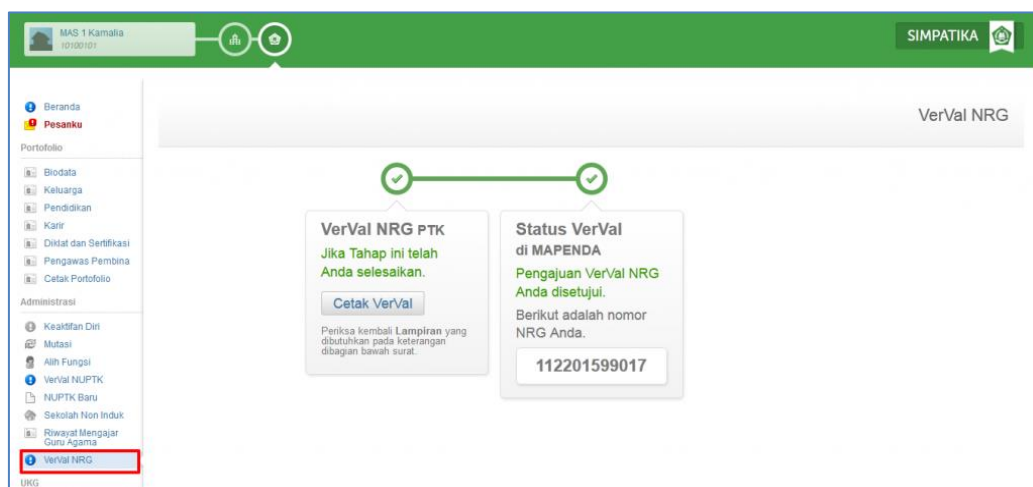 MAS 1 Kamalia
10100101
SIMPATIKA
VerVal NRG
Beranda
Pesanku
Portofolio
Biodata
Keluarga
Pendidikan
Karir
Diklat dan Sertifikasi
Pengawas Pembina
Cetak Portofolio
Administrasi
Keaktifan Diri
Mutasi
Alih Fungsi
VerVal NUPTK
NUPTK Baru
Sekolah Non Induk
Riwayat Mengajar
Guru Agama
VerVal NRG
UKG
VerVal NRG PTK
Jika Tahap ini telah
Anda selesaikan.
Cetak VerVal
Periksa kembali Lampiran yang
dibutuhkan pada keterangan
dibagian bawah surat.
Status VerVal
di MAPENDA
Pengajuan VerVal NRG
Anda disetujui.
Berikut adalah nomor
NRG Anda.
112201599017